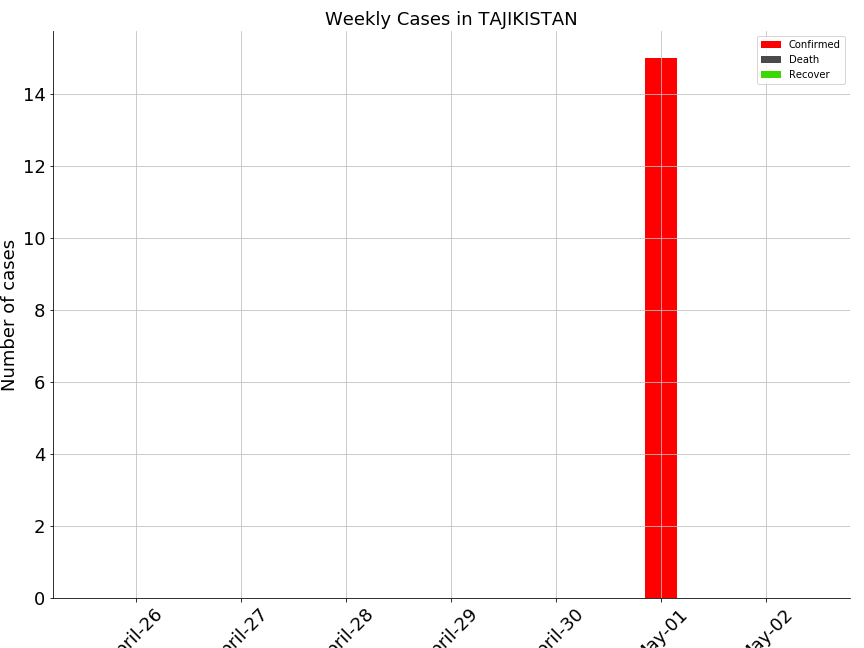 Weekly Cases in TAJIKISTAN
Confirmed
Death
Recover
Number of cases
14
12
10
8
6
4
2
0
pril-26
pril-27
pril-28
pril-29
pril-30
May-01
May-02